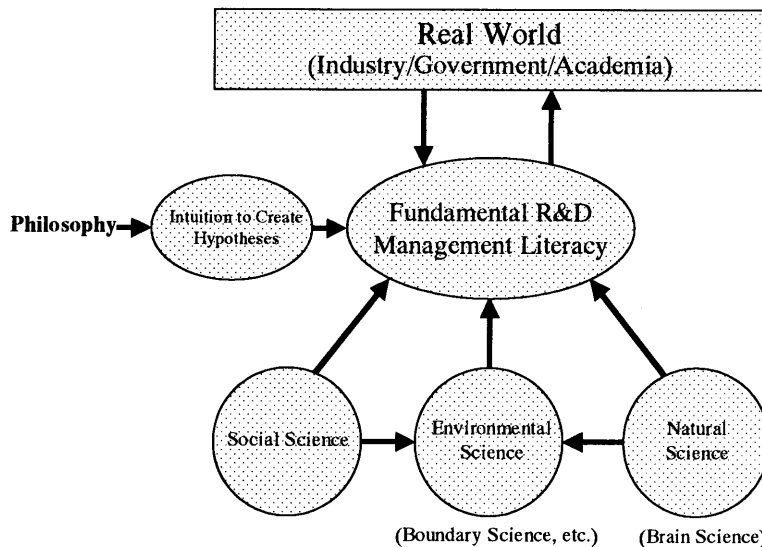 Real World
(Industry/Government/Academia)
Philosophy
Intuition to Create
Hypotheses
Fundamental R&D
Management Literacy
Social Science
Environmental
Science
Natural
Science
(Boundary Science, etc.)
(Brain Science)